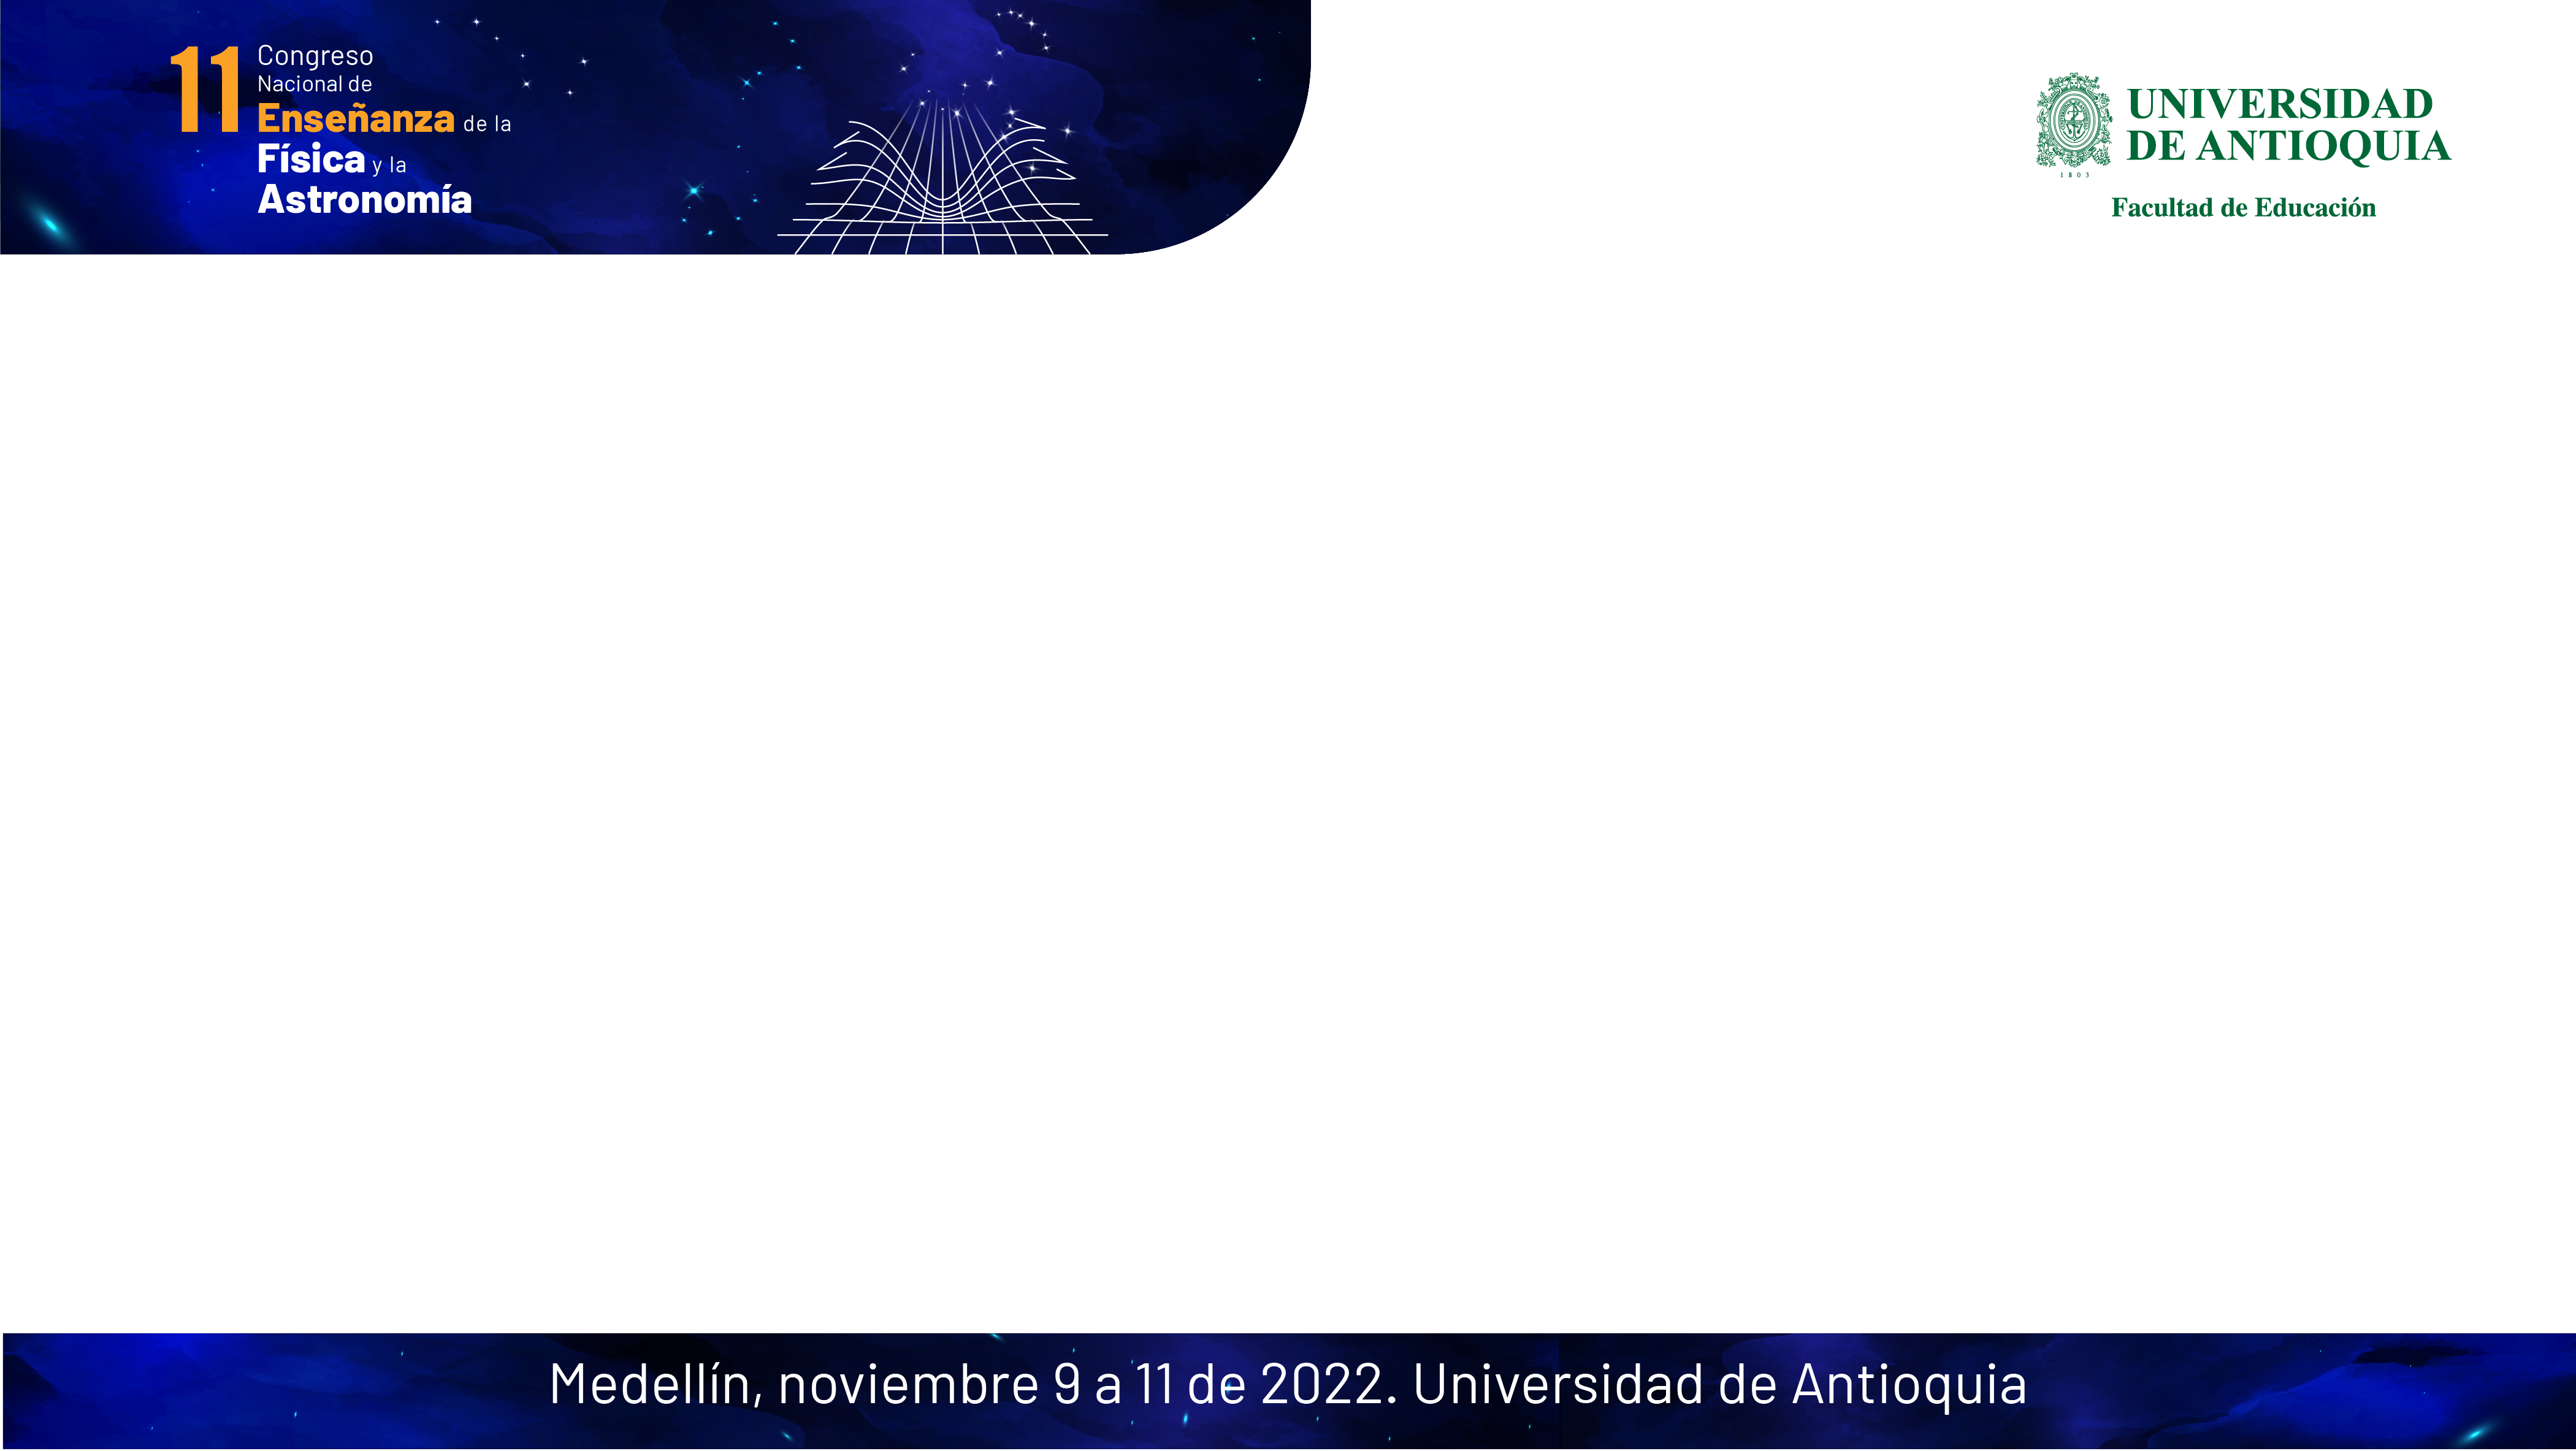 11 Congreso
Nacional de
Enseñanza de la
Física y la
Astronomía
UNIVERSIDAD
DE ANTIOQUIA
1803
Facultad de Educación
Medellín, noviembre 9 a 11 de 2022. Universidad de Antioquia